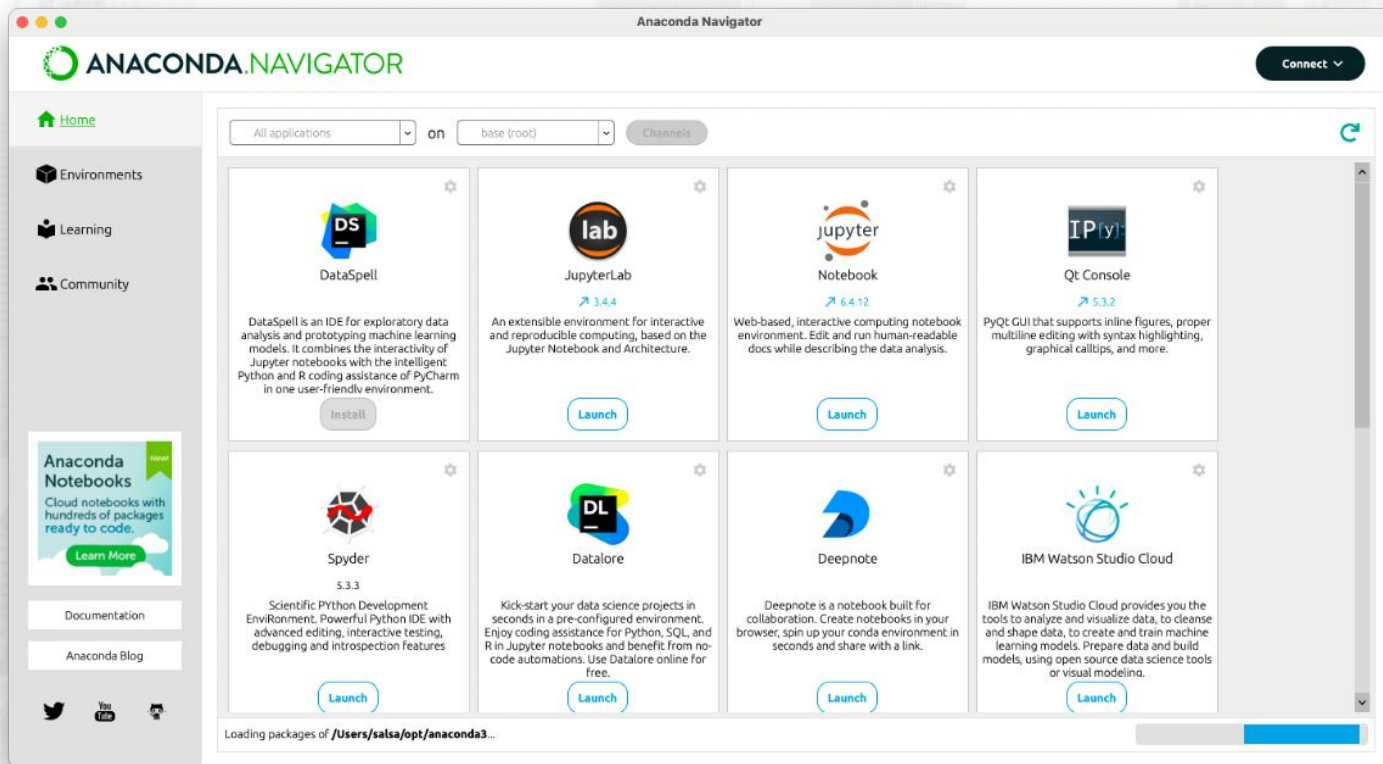 Anaconda Navigator
ANACONDA.NAVIGATOR
Connect
Home
Environments
Learning
Community
All applications on base (root) Channels
DS
DataSpell
DataSpell is an IDE for exploratory data
analysis and prototyping machine learning
models. It combines the interactivity of
Jupyter notebooks with the intelligent
Python and R coding assistance of PyCharm
in one user-friendly environment.
Install
lab
JupyterLab
3.4.4
An extensible environment for interactive
and reproducible computing, based on the
Jupyter Notebook and Architecture.
Launch
jupyter
Notebook
6.4.12
Web-based, interactive computing notebook
environment. Edit and run human-readable
docs while describing the data analysis.
Launch
IP[y]:
Qt Console
5.3.2
PyQt GUI that supports inline figures, proper
multiline editing with syntax highlighting,
graphical calltips, and more.
Launch
Spyder
5.3.3
Scientific PYthon Development
EnviRonment. Powerful Python IDE with
advanced editing, interactive testing,
debugging and introspection features
Launch
DL
Datalore
Kick-start your data science projects in
seconds in a pre-configured environment.
Enjoy coding assistance for Python, SQL, and
R in Jupyter notebooks and benefit from no-
code automations. Use Datalore online for
free.
Launch
Deepnote
Deepnote is a notebook built for
collaboration. Create notebooks in your
browser, spin up your conda environment in
seconds and share with a link.
Launch
IBM Watson Studio Cloud
IBM Watson Studio Cloud provides you the
tools to analyze and visualize data, to cleanse
and shape data, to create and train machine
learning models. Prepare data and build
models, using open source data science tools
or visual modeling.
Launch
Anaconda
Notebooks
New!
Cloud notebooks with
hundreds of packages
ready to code.
Learn More
Documentation
Anaconda Blog
You
Tube
Loading packages of /Users/salsa/opt/anaconda3...